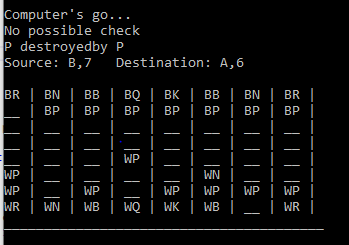 Computer's go...
No possible check
P destroyedby P
Source: B,7   Destination: A,6
BR | BN | BB | BQ | BK | BB | BN | BR |
__ | BP | BP | BP | BP | BP | BP | BP |
__ | __ | __ | __ | __ | __ | __ | __ |
__ | __ | __ | __ | __ | __ | __ | __ |
__ | __ | __ | WP | __ | __ | __ | __ |
WP | __ | __ | __ | __ | WN | __ | __ |
WP | __ | WP | __ | WP | WP | WP | WP |
WR | WN | WB | WQ | WK | WB | __ | WR |